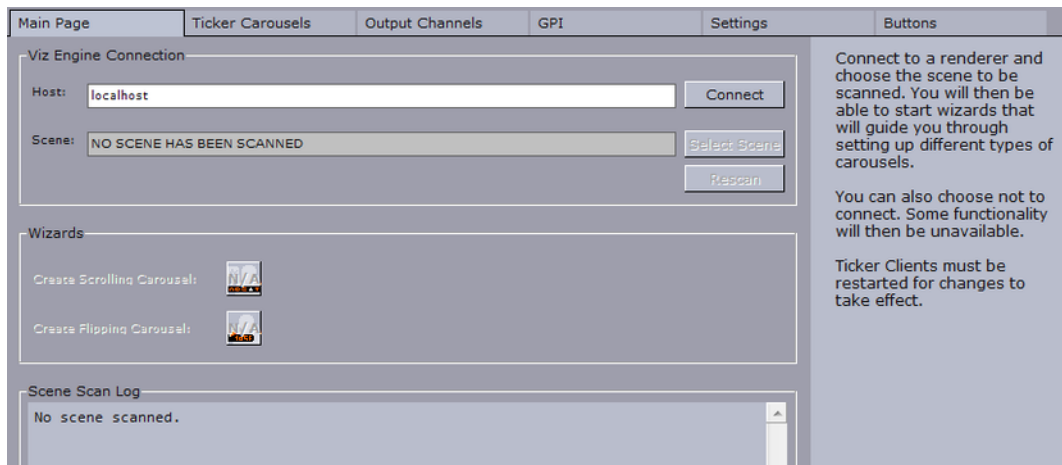 Main Page
Ticker Carousels
Output Channels
GPI
Settings
Buttons
Viz Engine Connection
Host:
localhost
Connect
Scene:
NO SCENE HAS BEEN SCANNED
Select Scene
Rescan
Wizards
Create Scrolling Carousel:
N/A
Create Flipping Carousel:
N/A
Scene Scan Log
No scene scanned.
Connect to a renderer and
choose the scene to be
scanned. You will then be
able to start wizards that
will guide you through
setting up different types of
carousels.
You can also choose not to
connect. Some functionality
will then be unavailable.
Ticker Clients must be
restarted for changes to
take effect.